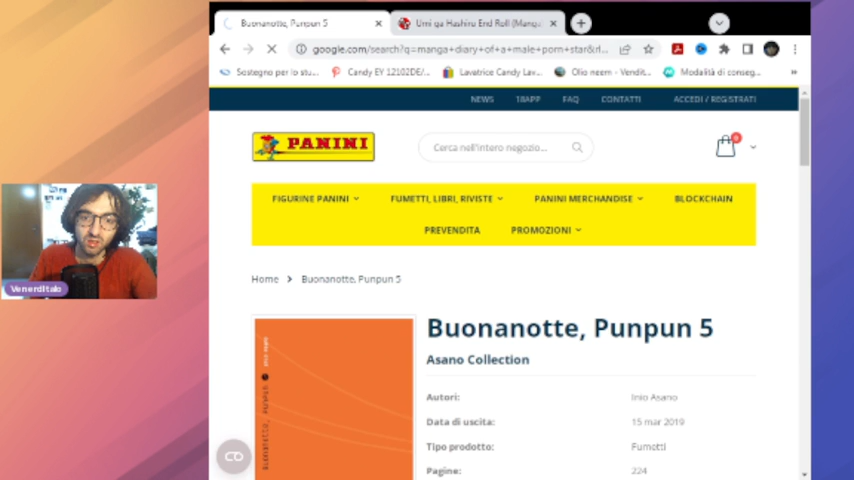 Buonanotte, Punpun 5
Umi ga Hashiru End Roll (Manga
google.com/search?q=manga+diary+of+a+male+porn+star&rl...
Sostegno per lo stu...
Candy EY 12102DE/...
Lavatrice Candy Lav...
Olio neem - Vendit...
Modalità di conseg...
»
NEWS
18APP
FAQ
CONTATTI
ACCEDI / REGISTRATI
PANINI
Cerca nell'intero negozio...
0
FIGURINE PANINI
FUMETTI, LIBRI, RIVISTE
PANINI MERCHANDISE
BLOCKCHAIN
PREVENDITA
PROMOZIONI
Home > Buonanotte, Punpun 5
VenerdItalo
Buonanotte, Punpun 5
Asano Collection
Autori: Inio Asano
Data di uscita: 15 mar 2019
Tipo prodotto: Fumetti
Pagine: 224